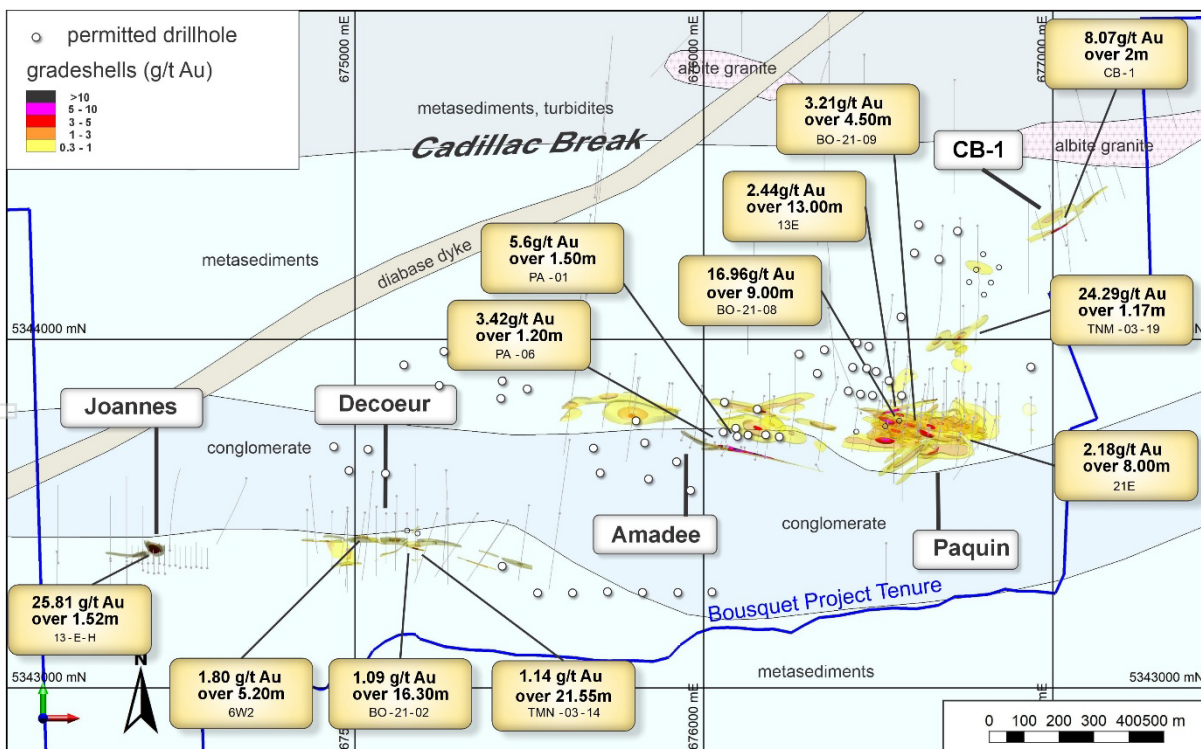 permitted drillhole
gradeshells (g/t Au)
>10
5 - 10
3 - 5
1 - 3
0.3 - 1
675000 mE
676000 mE
677000 mE
albite granite
metasediments, turbidites
Cadillac Break
8.07g/t Au
over 2m
CB-1
3.21g/t Au
over 4.50m
BO-21-09
CB-1
albite granite
2.44g/t Au
over 13.00m
13E
metasediments
diabase dyke
5.6g/t Au
over 1.50m
PA - 01
16.96g/t Au
over 9.00m
BO-21-08
24.29g/t Au
over 1.17m
TNM - 03-19
5344000 mN
N
3.42g/t Au
over 1.20m
PA - 06
Joannes
Decoeur
conglomerate
2.18g/t Au
over 8.00m
21E
Amadee
conglomerate
Paquin
25.81 g/t Au
over 1.52m
13-E-H
Bousquet Project Tenure
N
1.80 g/t Au
over 5.20m
6W2
1.09 g/t Au
over 16.30m
BO-21-02
1.14 g/t Au
over 21.55m
TMN - 03-14
metasediments
5343000 mN
5343000 mN
675
676000 mE
677000 mE
0 100 200 300 400500 m